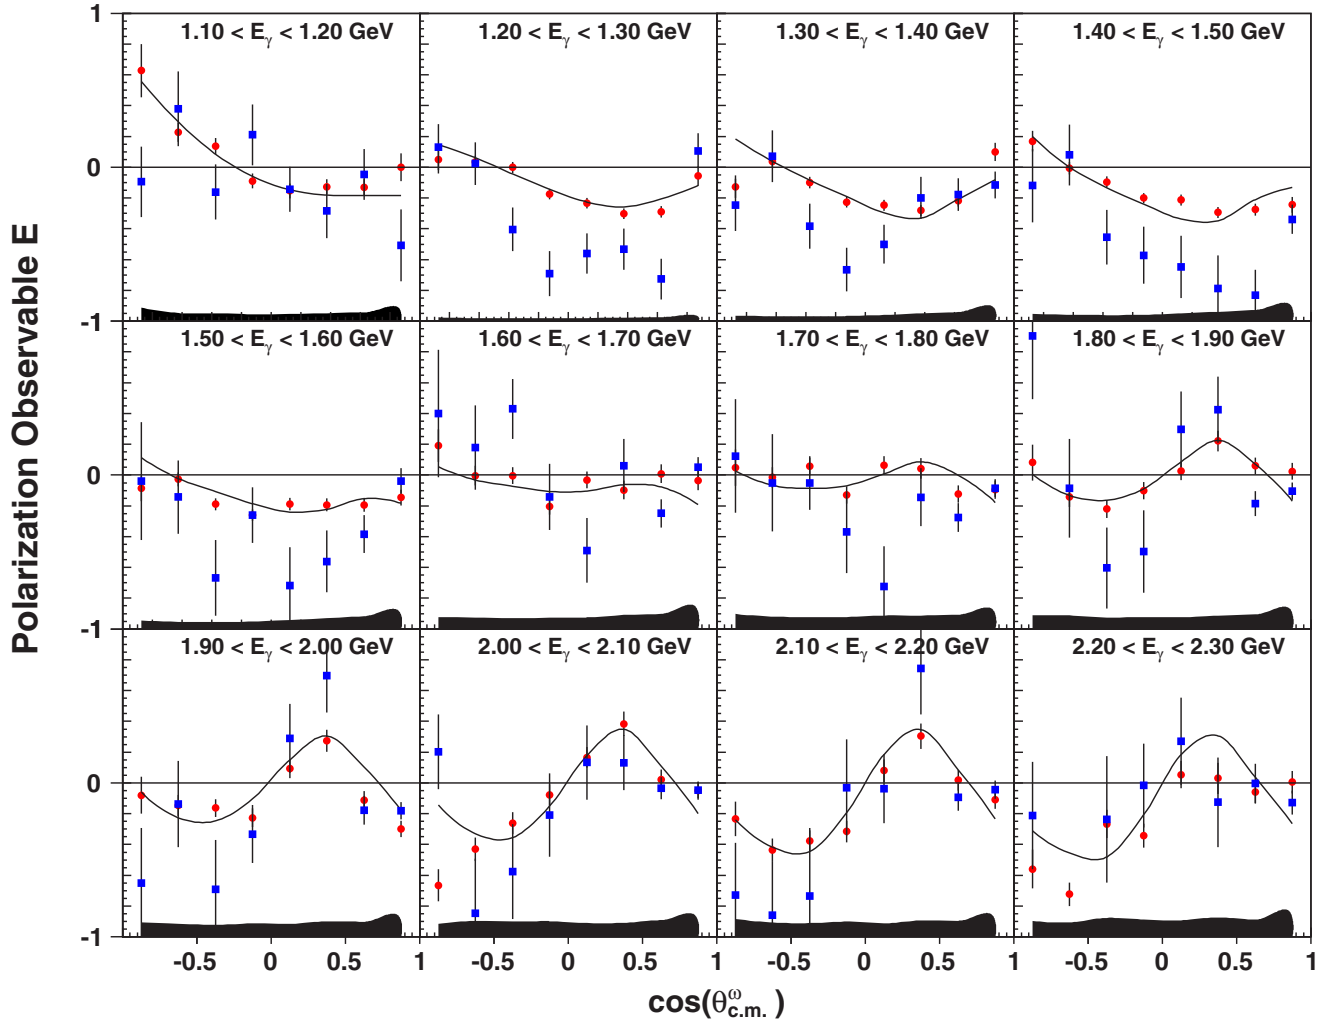 Polarization Observable E
1
0
-1
0
-1
0
-1
1.10 < Eγ < 1.20 GeV
1.20 < Eγ < 1.30 GeV
1.30 < Eγ < 1.40 GeV
1.40 < Eγ < 1.50 GeV
1.50 < Eγ < 1.60 GeV
1.60 < Eγ < 1.70 GeV
1.70 < Eγ < 1.80 GeV
1.80 < Eγ < 1.90 GeV
1.90 < Eγ < 2.00 GeV
2.00 < Eγ < 2.10 GeV
2.10 < Eγ < 2.20 GeV
2.20 < Eγ < 2.30 GeV
-0.5 0 0.5 1 -0.5 0 0.5 1 -0.5 0 0.5 1 -0.5 0 0.5 1
cos(θ^ω_c.m. )